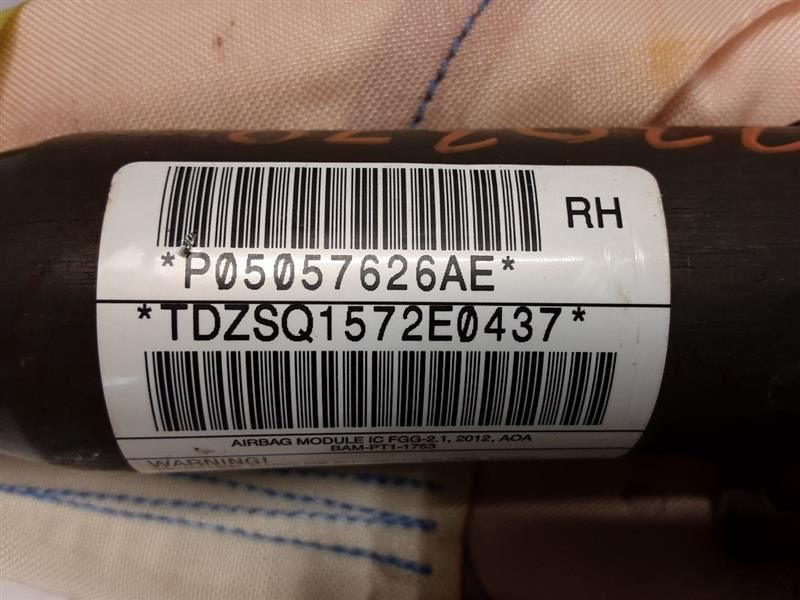 RH
*P05057626AE*
*TDZSQ1572E0437*
AIRBAG MODULE IC FGG-2.1, 2012, AOA
BAM-PT1-1753
WARNING!